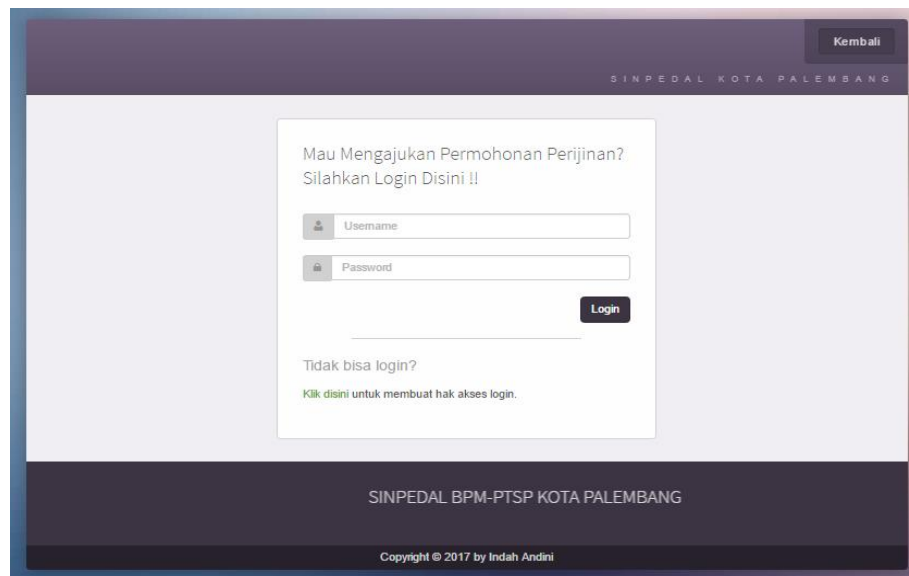 Kembali
SINPEDAL KOTA PALEMBANG
Mau Mengajukan Permohonan Perijinan?
Silahkan Login Disini !!
Username
Password
Login
Tidak bisa login?
Klik disini untuk membuat hak akses login.
SINPEDAL BPM-PTSP KOTA PALEMBANG
Copyright © 2017 by Indah Andini